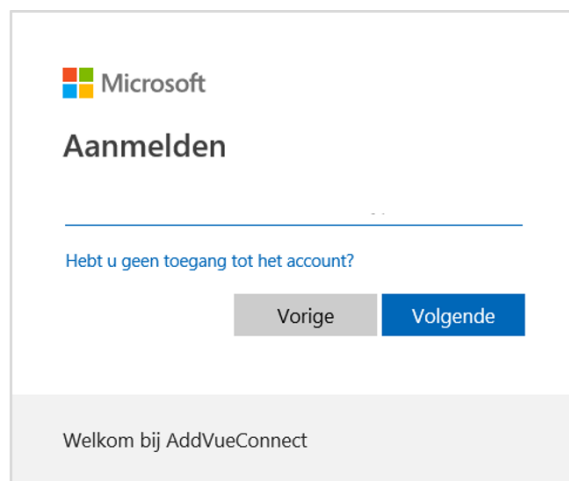 Microsoft
Aanmelden
Hebt u geen toegang tot het account?
Vorige
Volgende
Welkom bij AddVueConnect